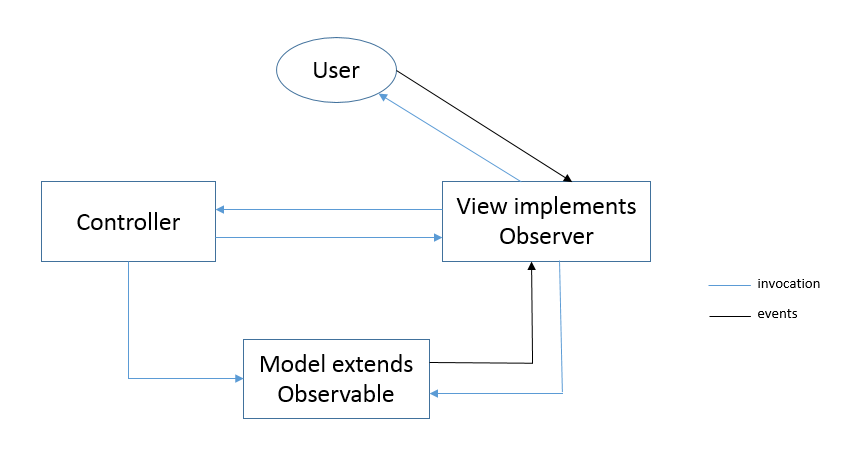 User
Controller
View implements
Observer
invocation
events
Model extends
Observable